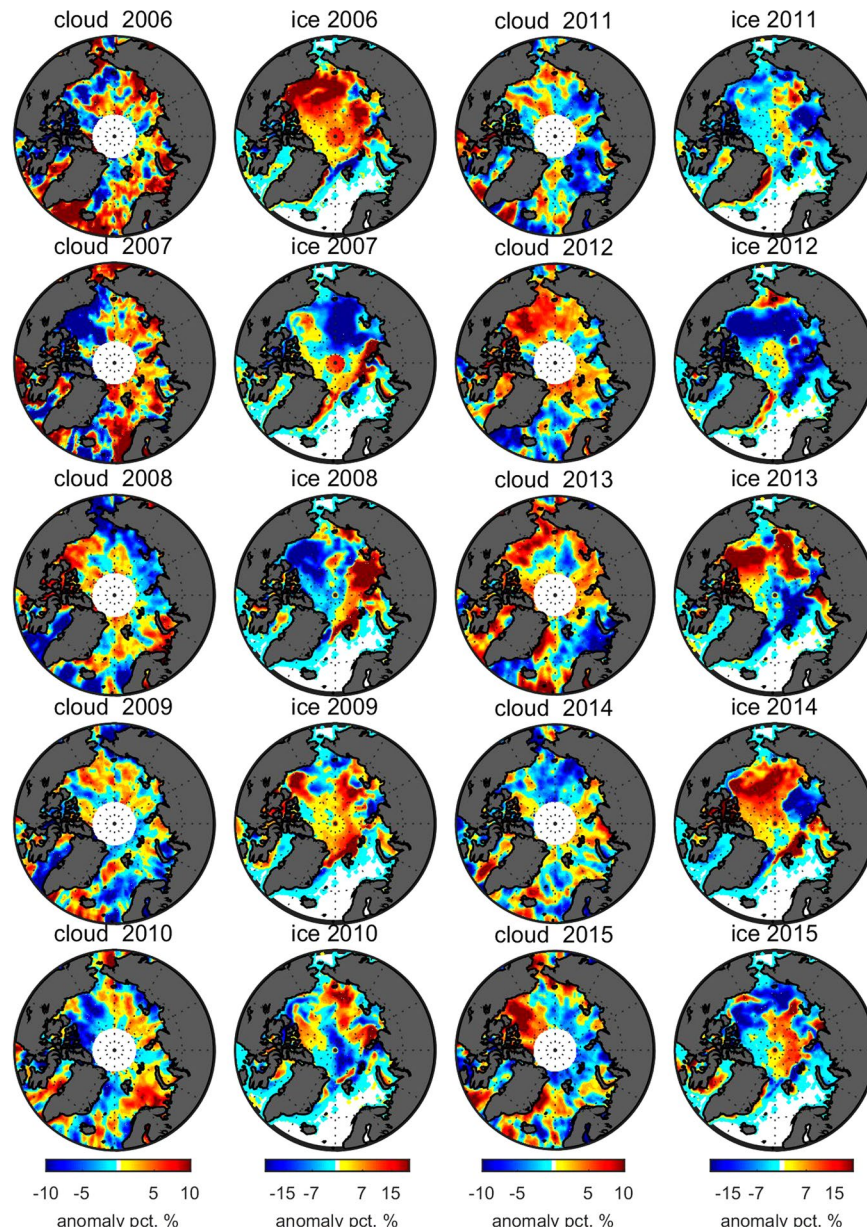 cloud 2006 ice 2006 cloud 2011 ice 2011
cloud 2007 ice 2007 cloud 2012 ice 2012
cloud 2008 ice 2008 cloud 2013 ice 2013
cloud 2009 ice 2009 cloud 2014 ice 2014
cloud 2010 ice 2010 cloud 2015 ice 2015
-10 -5 5 10 -15 -7 7 15 -10 -5 5 10 -15 -7 7 15
anomaly pct. % anomaly pct. % anomaly pct. % anomaly pct. %